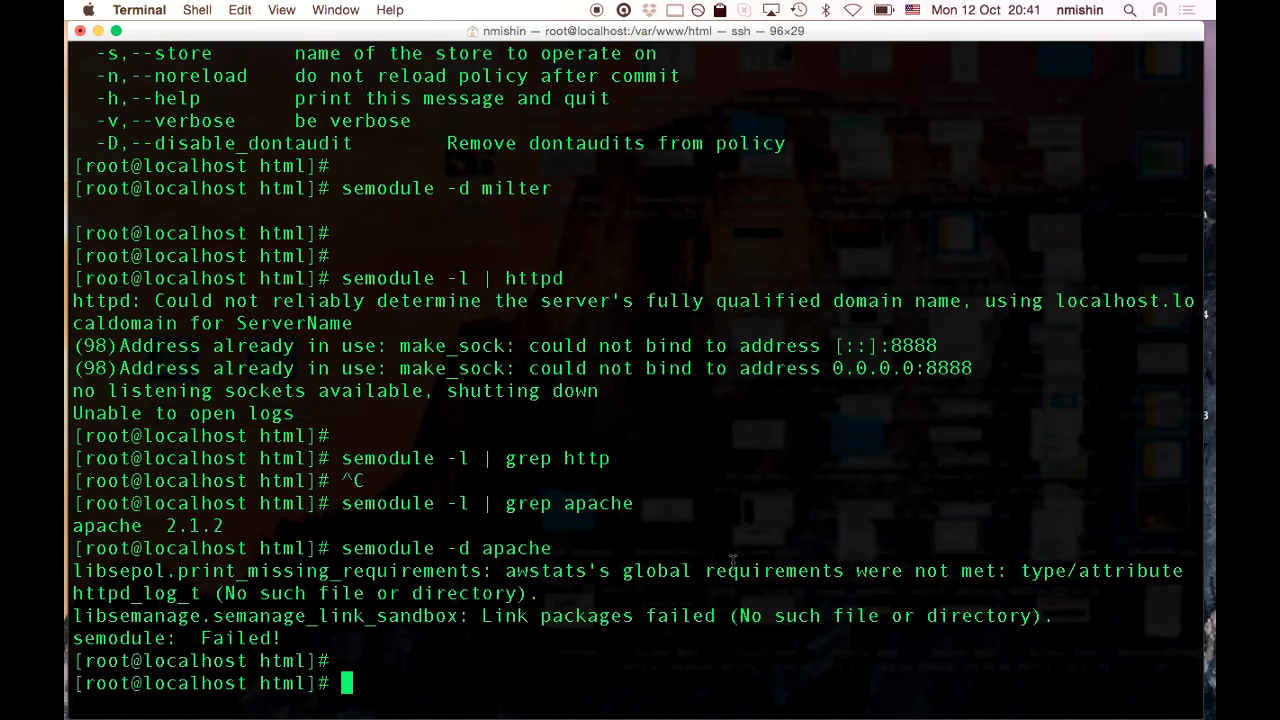 Terminal Shell Edit View Window Help Mon 12 Oct 20:41 nmishin
nmishin — root@localhost:/var/www/html — ssh — 96×29
-s,--store name of the store to operate on
-n,--noreload do not reload policy after commit
-h,--help print this message and quit
-v,--verbose be verbose
-D,--disable_dontaudit Remove dontaudits from policy
[root@localhost html]#
[root@localhost html]# semodule -d milter
[root@localhost html]#
[root@localhost html]#
[root@localhost html]# semodule -l | httpd
httpd: Could not reliably determine the server's fully qualified domain name, using localhost.lo
caldomain for ServerName
(98)Address already in use: make_sock: could not bind to address [::]:8888
(98)Address already in use: make_sock: could not bind to address 0.0.0.0:8888
no listening sockets available, shutting down
Unable to open logs
[root@localhost html]#
[root@localhost html]# semodule -l | grep http
[root@localhost html]# ^C
[root@localhost html]# semodule -l | grep apache
apache 2.1.2
[root@localhost html]# semodule -d apache
libsepol.print_missing_requirements: awstats's global requirements were not met: type/attribute
httpd_log_t (No such file or directory).
libsemanage.semanage_link_sandbox: Link packages failed (No such file or directory).
semodule: Failed!
[root@localhost html]#
[root@localhost html]#